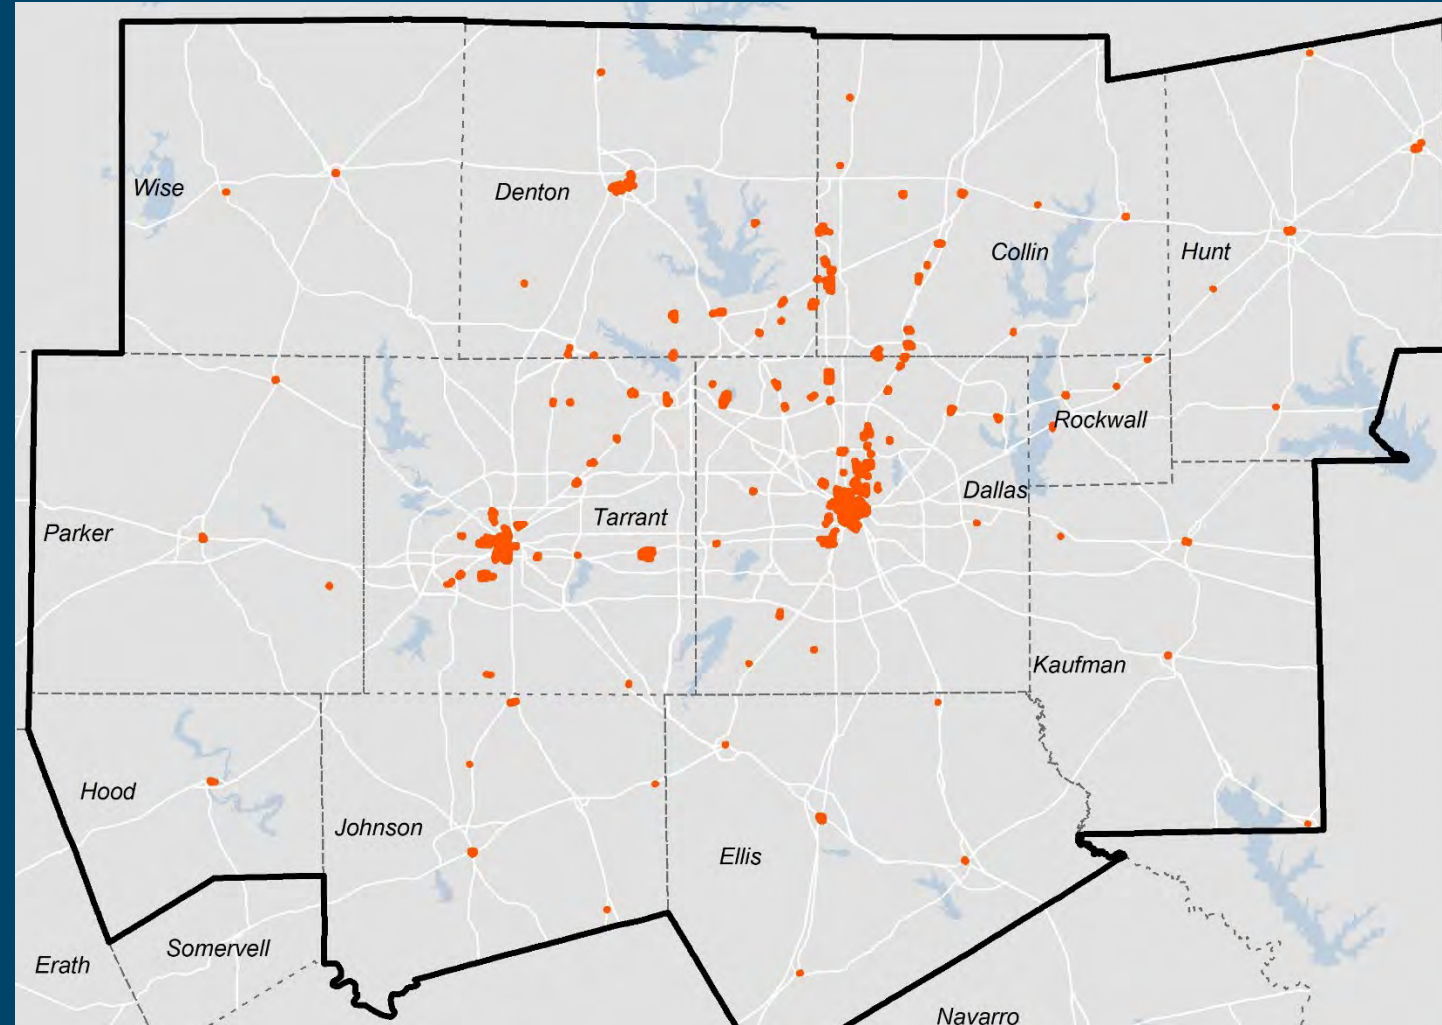 Wise
Denton
Collin
Hunt
Rockwall
Dallas
Tarrant
Parker
Kaufman
Hood
Johnson
Ellis
Somervell
Erath
Navarro